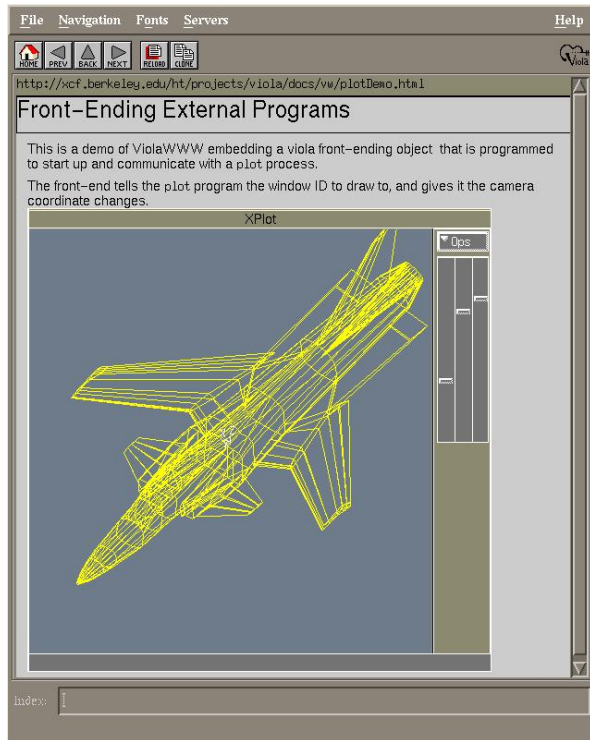 File Navigation Fonts Servers Help
HOME PREV BACK NEXT RELOAD CLONE Viola
http://xcf.berkeley.edu/ht/projects/viola/docs/vw/plotDemo.html
Front-Ending External Programs
This is a demo of ViolaWWW embedding a viola front-ending object that is programmed
to start up and communicate with a plot process.
The front-end tells the plot program the window ID to draw to, and gives it the camera
coordinate changes.
XPlot
Ops
Index: